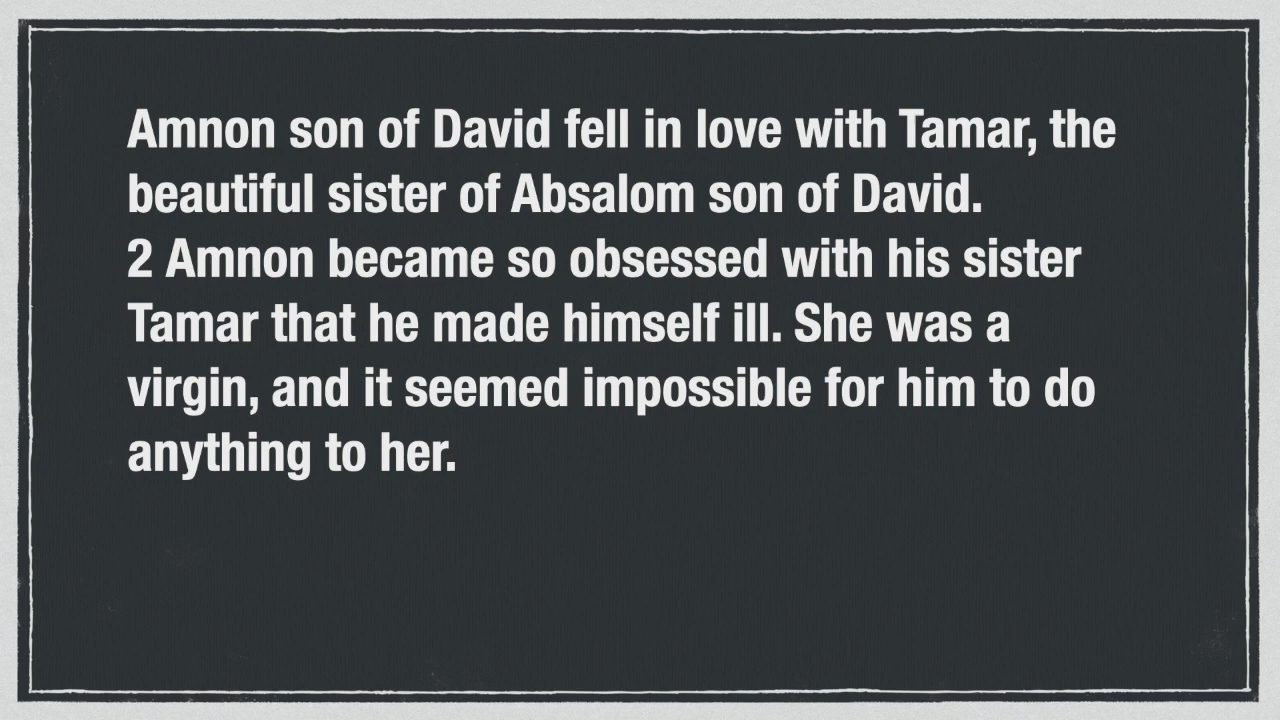 Amnon son of David fell in love with Tamar, the
beautiful sister of Absalom son of David.
2 Amnon became so obsessed with his sister
Tamar that he made himself ill. She was a
virgin, and it seemed impossible for him to do
anything to her.